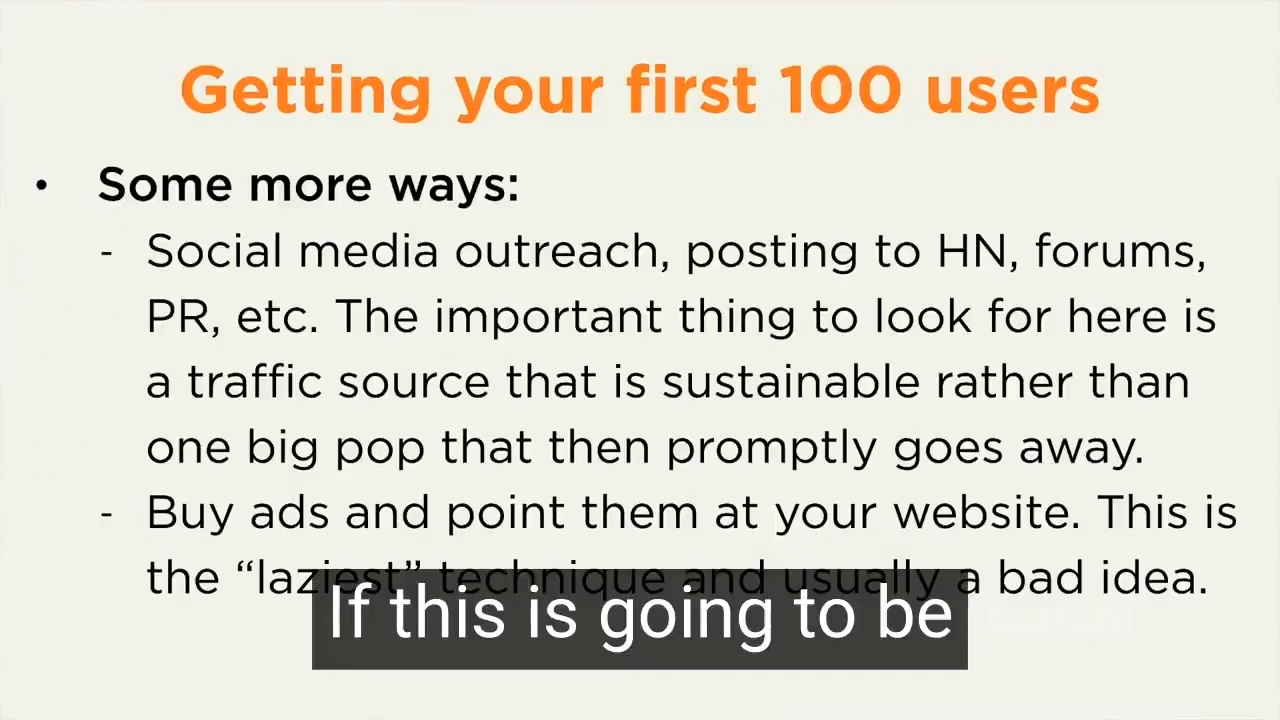 Getting your first 100 users
• Some more ways:
- Social media outreach, posting to HN, forums,
PR, etc. The important thing to look for here is
a traffic source that is sustainable rather than
one big pop that then promptly goes away.
- Buy ads and point them at your website. This is
the “laziest” technique and usually a bad idea.
If this is going to be